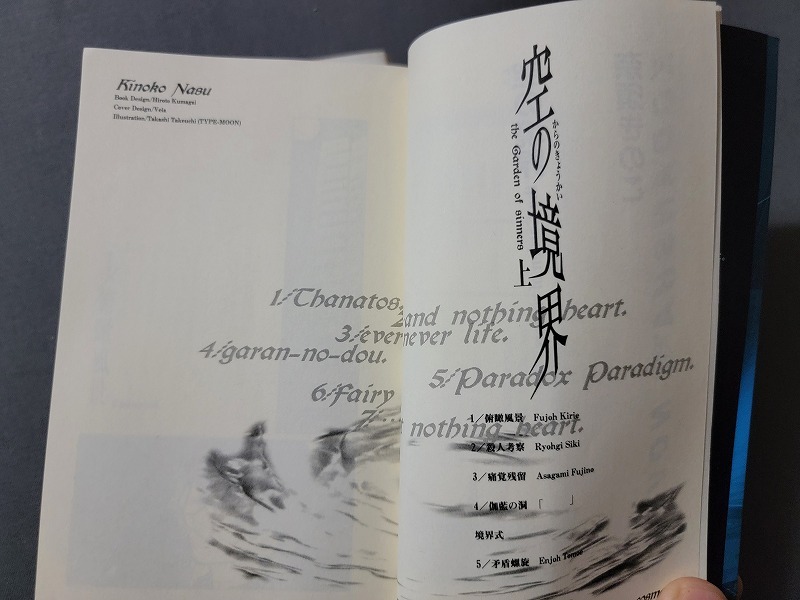 Kinoko Nasu
Book Design/Hiroto Kumagai
Cover Design/Veia
Illustration/Takashi Takeuchi (TYPE-MOON)
空の境界 上
からのきょうかい
the Garden of sinners
1/Thanatos.
2/and nothing heart.
3/ever never life.
4/garan-no-dou.
5/Paradox Paradigm.
6/Fairy
7/... nothing heart.
1/俯瞰風景 Fujoh Kirie
2/殺人考察 Ryohgi Siki
3/痛覚残留 Asagami Fujino
4/伽藍の洞 「 」
境界式
5/矛盾螺旋 Enjoh Tomoe